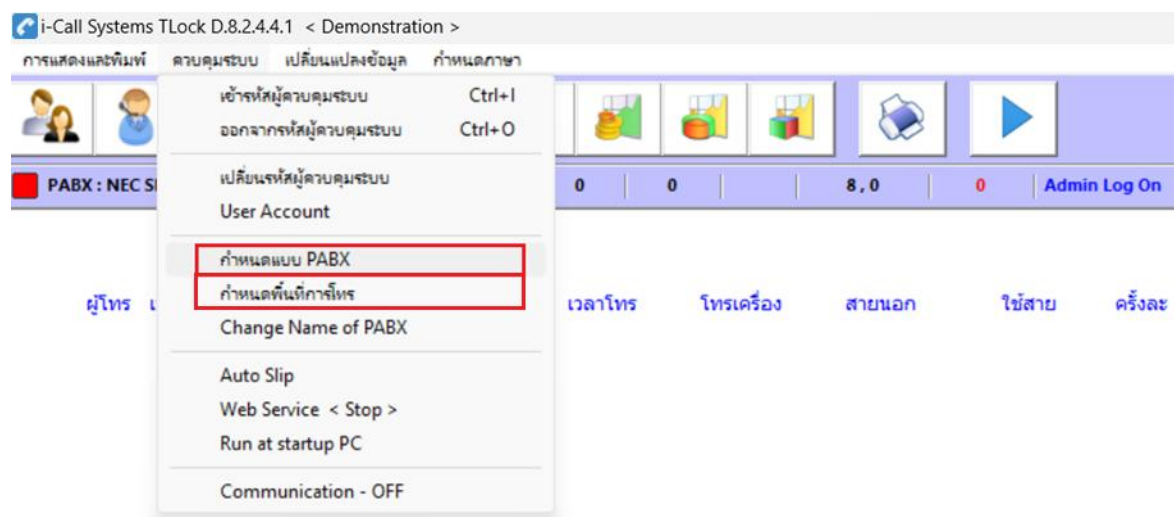 i-Call Systems TLock D.8.2.4.4.1 < Demonstration >
การแสดงและพิมพ์ ควบคุมระบบ เปลี่ยนแปลงข้อมูล กำหนดภาษา
เข้ารหัสผู้ควบคุมระบบ Ctrl+I
ออกจากรหัสผู้ควบคุมระบบ Ctrl+O
เปลี่ยนรหัสผู้ควบคุมระบบ
PABX : NEC 0 0 8,0 0 Admin Log On
User Account
กำหนดแบบ PABX
กำหนดพื้นที่การโทร
ผู้โทร เวลาโทร โทรเครื่อง สายนอก ใช้สาย ครั้งละ
Change Name of PABX
Auto Slip
Web Service < Stop >
Run at startup PC
Communication - OFF